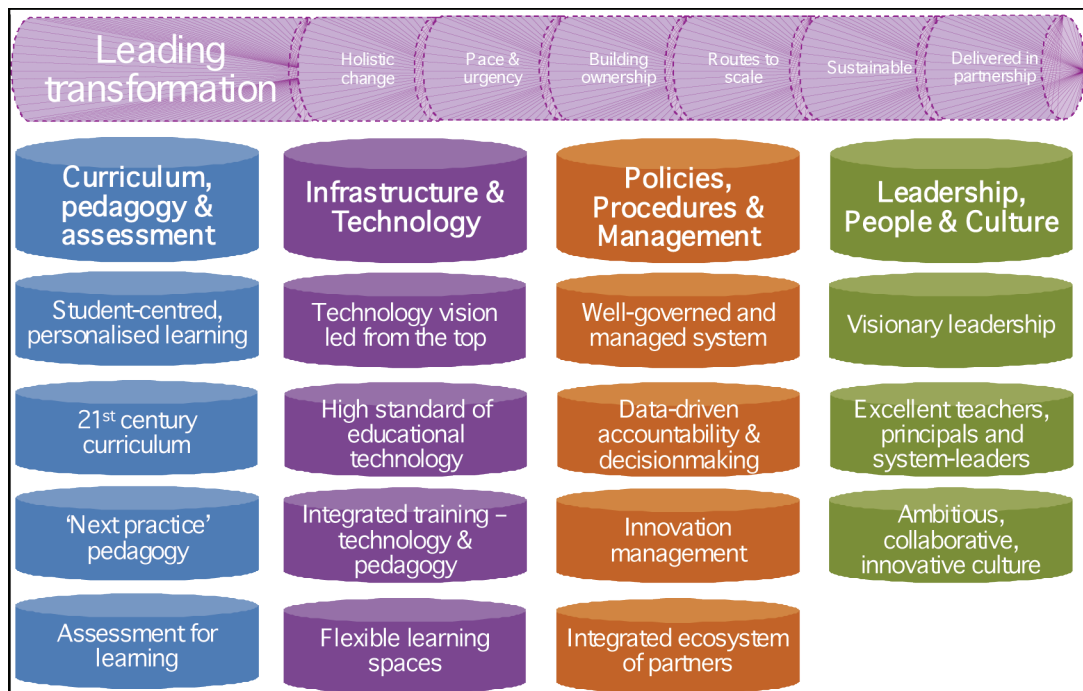 Leading
transformation
Holistic
change
Pace &
urgency
Building
ownership
Routes to
scale
Sustainable
Delivered in
partnership
Curriculum,
pedagogy &
assessment
Infrastructure &
Technology
Policies,
Procedures &
Management
Leadership,
People & Culture
Student-centred,
personalised learning
Technology vision
led from the top
Well-governed and
managed system
Visionary leadership
21st century
curriculum
High standard of
educational
technology
Data-driven
accountability &
decisionmaking
Excellent teachers,
principals and
system-leaders
‘Next practice’
pedagogy
Integrated training –
technology &
pedagogy
Innovation
management
Ambitious,
collaborative,
innovative culture
Assessment for
learning
Flexible learning
spaces
Integrated ecosystem
of partners